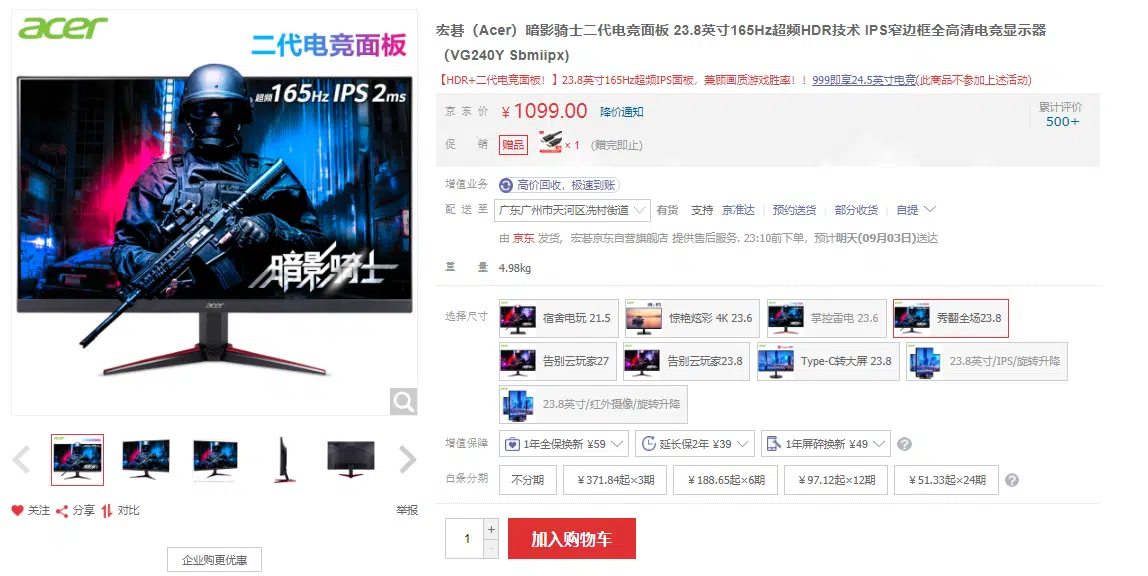 acer
二代电竞面板
超频165Hz IPS 2ms
暗影骑士
acer
关注 分享 对比
举报
企业购更优惠
宏碁（Acer）暗影骑士二代电竞面板 23.8英寸165Hz超频HDR技术 IPS窄边框全高清电竞显示器
（VG240Y Sbmiipx）
【HDR+二代电竞面板！】23.8英寸165Hz超频IPS面板，兼顾画质游戏胜率！！999即享24.5英寸电竞(此商品不参加上述活动)
京东价 ￥1099.00 降价通知
累计评价
500+
促销 赠品 × 1 (赠完即止)
增值业务 高价回收，极速到账
配送至 广东广州市天河区冼村街道 有货 支持 京准达 预约送货 部分收货 自提
由 京东 发货，宏碁京东自营旗舰店 提供售后服务. 23:10前下单，预计明天(09月03日)送达
重量 4.98kg
选择尺寸 宿舍电玩 21.5 惊艳炫彩 4K 23.6 掌控雷电 23.6 秀翻全场23.8
告别云玩家27 告别云玩家23.8 Type-C转大屏 23.8 23.8英寸/IPS/旋转升降
23.8英寸/红外摄像/旋转升降
增值保障 1年全保换新 ¥59 延长保2年 ¥39 1年屏碎换新 ¥49 ?
白条分期 不分期 ￥371.84起×3期 ￥188.65起×6期 ￥97.12起×12期 ￥51.33起×24期 ?
1 + - 加入购物车